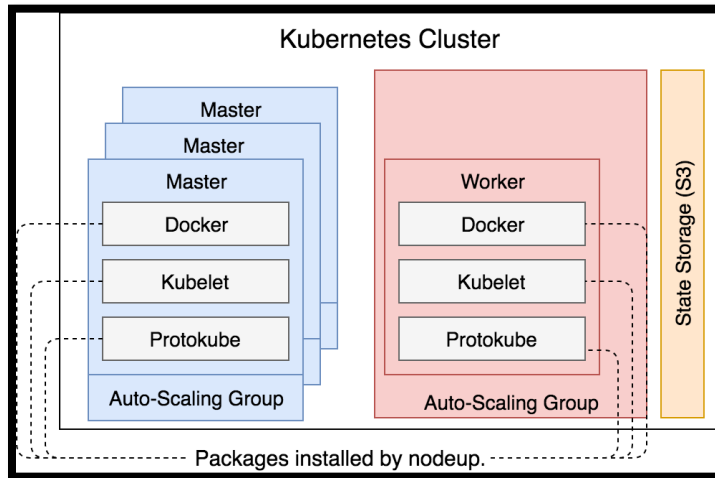 Kubernetes Cluster
Master
Master
Master
Docker
Kubelet
Protokube
Auto-Scaling Group
Worker
Docker
Kubelet
Protokube
Auto-Scaling Group
State Storage (S3)
Packages installed by nodeup.